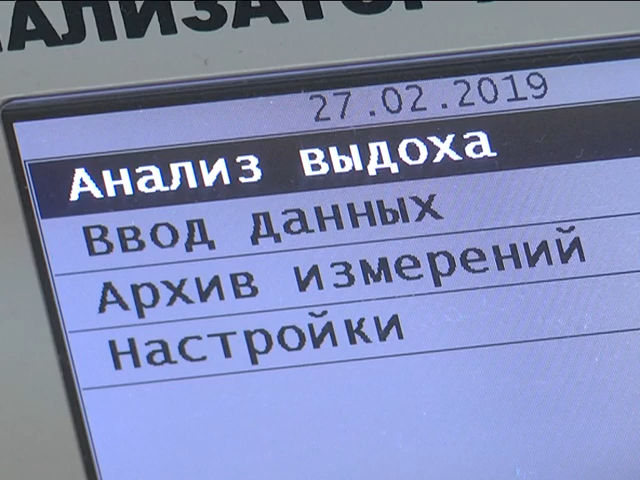 27.02.2019
Анализ выдоха
Ввод данных
Архив измерений
Настройки